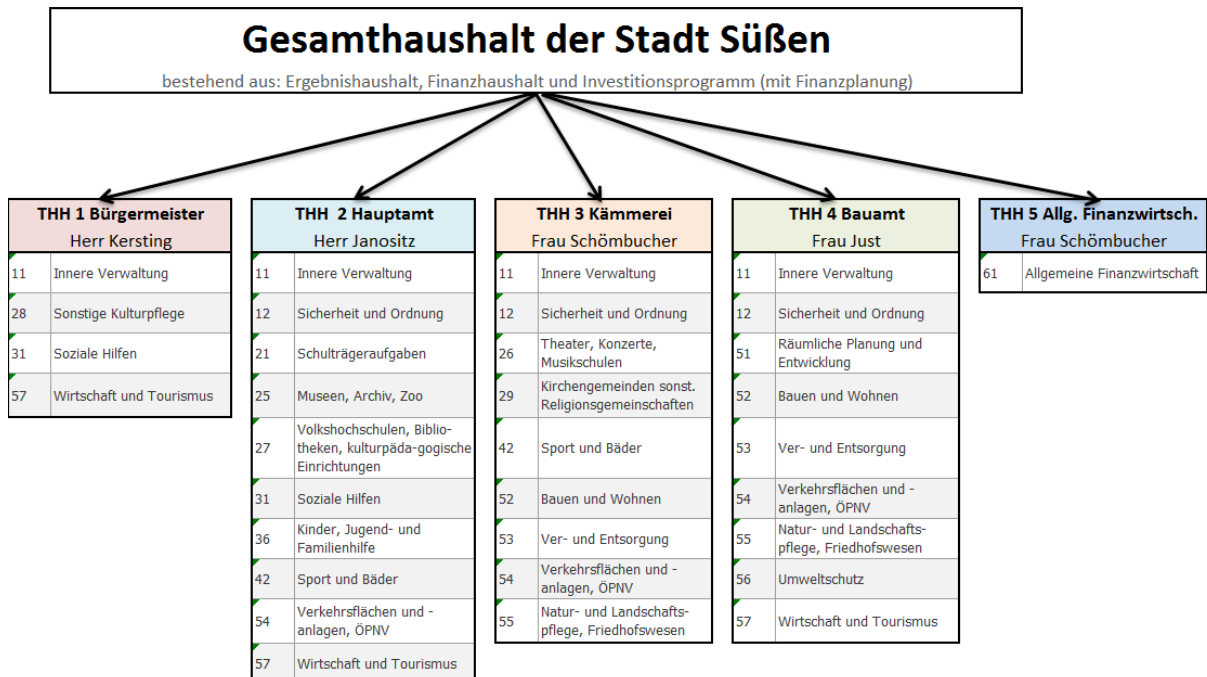 Gesamthaushalt der Stadt Süßen
bestehend aus: Ergebnishaushalt, Finanzhaushalt und Investitionsprogramm (mit Finanzplanung)
THH 1 Bürgermeister
Herr Kersting
11 Innere Verwaltung
28 Sonstige Kulturpflege
31 Soziale Hilfen
57 Wirtschaft und Tourismus
THH 2 Hauptamt
Herr Janositz
11 Innere Verwaltung
12 Sicherheit und Ordnung
21 Schulträgeraufgaben
25 Museen, Archiv, Zoo
27 Volkshochschulen, Biblio-
theken, kulturpäda-gogische
Einrichtungen
31 Soziale Hilfen
36 Kinder, Jugend- und
Familienhilfe
42 Sport und Bäder
54 Verkehrsflächen und -
anlagen, ÖPNV
57 Wirtschaft und Tourismus
THH 3 Kämmerei
Frau Schömbucher
11 Innere Verwaltung
12 Sicherheit und Ordnung
26 Theater, Konzerte,
Musikschulen
29 Kirchengemeinden sonst.
Religionsgemeinschaften
42 Sport und Bäder
52 Bauen und Wohnen
53 Ver- und Entsorgung
54 Verkehrsflächen und -
anlagen, ÖPNV
55 Natur- und Landschafts-
pflege, Friedhofswesen
THH 4 Bauamt
Frau Just
11 Innere Verwaltung
12 Sicherheit und Ordnung
51 Räumliche Planung und
Entwicklung
52 Bauen und Wohnen
53 Ver- und Entsorgung
54 Verkehrsflächen und -
anlagen, ÖPNV
55 Natur- und Landschafts-
pflege, Friedhofswesen
56 Umweltschutz
57 Wirtschaft und Tourismus
THH 5 Allg. Finanzwirtsch.
Frau Schömbucher
61 Allgemeine Finanzwirtschaft